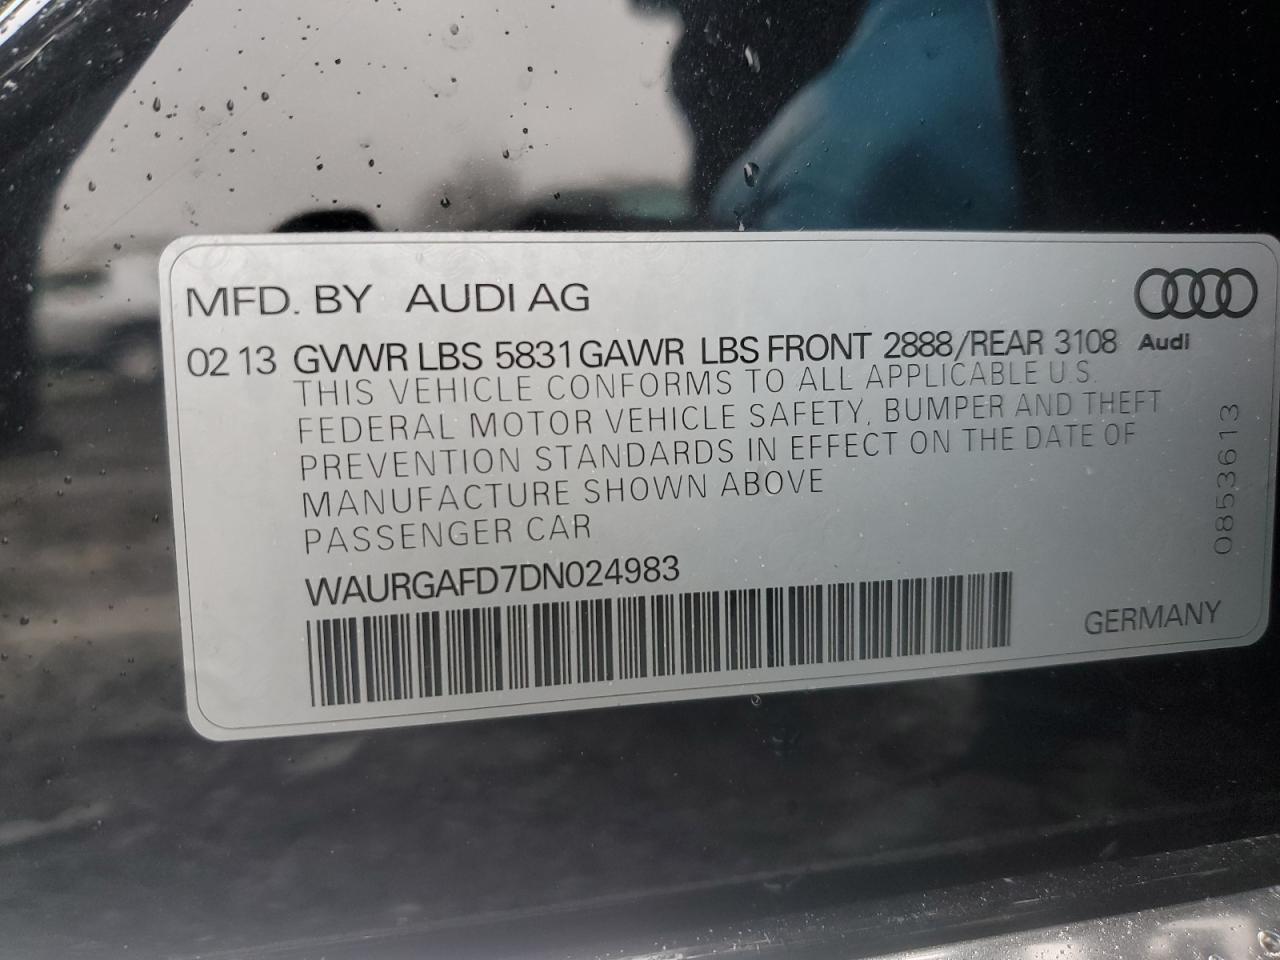 MFD. BY AUDI AG
02 13 GVWR LBS 5831 GAWR LBS FRONT 2888/REAR 3108
Audi
THIS VEHICLE CONFORMS TO ALL APPLICABLE U.S.
FEDERAL MOTOR VEHICLE SAFETY, BUMPER AND THEFT
PREVENTION STANDARDS IN EFFECT ON THE DATE OF
MANUFACTURE SHOWN ABOVE
PASSENGER CAR
WAURGAFD7DN024983
GERMANY
0853613